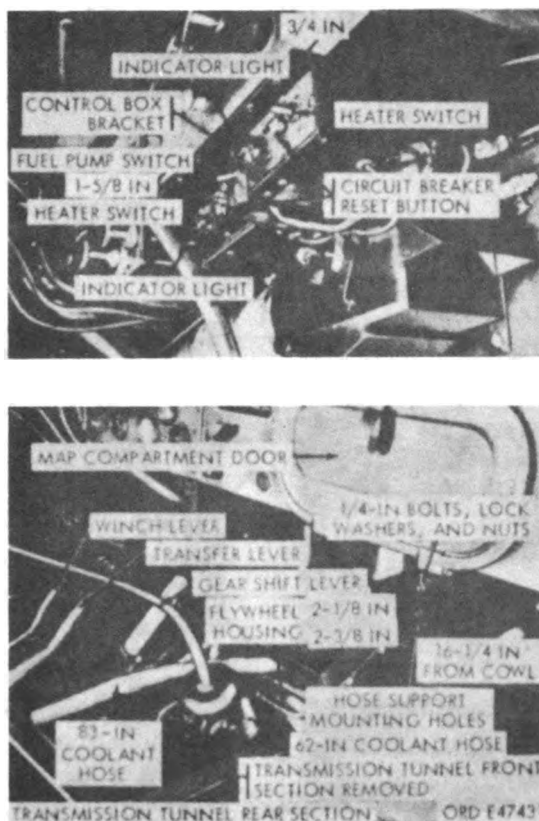 3/4 IN
INDICATOR LIGHT
CONTROL BOX
BRACKET
HEATER SWITCH
FUEL PUMP SWITCH
1-5/8 IN
HEATER SWITCH
CIRCUIT BREAKER
RESET BUTTON
INDICATOR LIGHT
MAP COMPARTMENT DOOR
1/4-IN BOLTS, LOCK
WASHERS, AND NUTS
WINCH LEVER
TRANSFER LEVER
GEAR SHIFT LEVER
FLYWHEEL
HOUSING
2-1/8 IN
2-3/8 IN
16-1/4 IN
FROM COWL
HOSE SUPPORT
MOUNTING HOLES
83-IN
COOLANT
HOSE
62-IN COOLANT HOSE
TRANSMISSION TUNNEL FRONT
SECTION REMOVED
TRANSMISSION TUNNEL REAR SECTION
ORD E47431